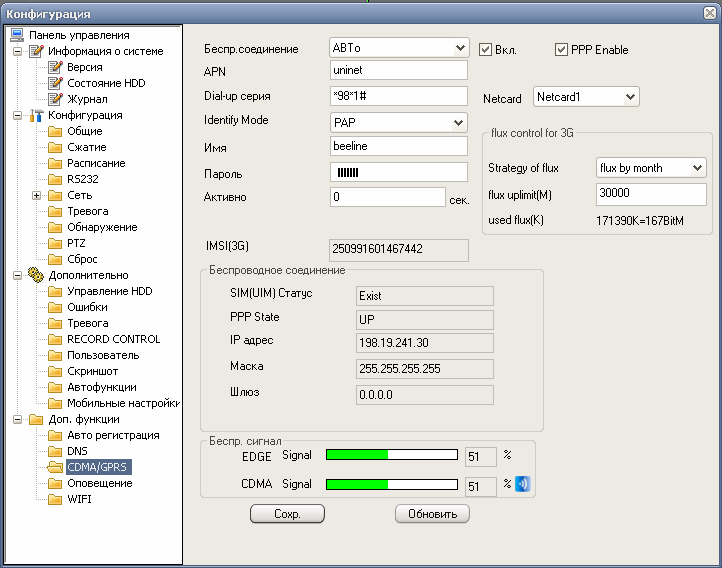 Конфигурация
Панель управления
Информация о системе
Версия
Состояние HDD
Журнал
Конфигурация
Общие
Сжатие
Расписание
RS232
Сеть
Тревога
Обнаружение
PTZ
Сброс
Дополнительно
Управление HDD
Ошибки
Тревога
RECORD CONTROL
Пользователь
Скриншот
Автофункции
Мобильные настройки
Доп. функции
Авто регистрация
DNS
CDMA/GPRS
Оповещение
WIFI
Беспр.соединение АВТо Вкл. PPP Enable
APN uninet
Dial-up серия *98*1# Netcard Netcard1
Identify Mode PAP
Имя beeline
Пароль
Активно 0 сек.
flux control for 3G
Strategy of flux flux by month
flux uplimit(M) 30000
used flux(K) 171390K=167BitM
IMSI(3G) 250991601467442
Беспроводное соединение
SIM(UIM) Статус Exist
PPP State UP
IP адрес 198.19.241.30
Маска 255.255.255.255
Шлюз 0.0.0.0
Беспр. сигнал
EDGE Signal 51 %
CDMA Signal 51 %
Сохр. Обновить